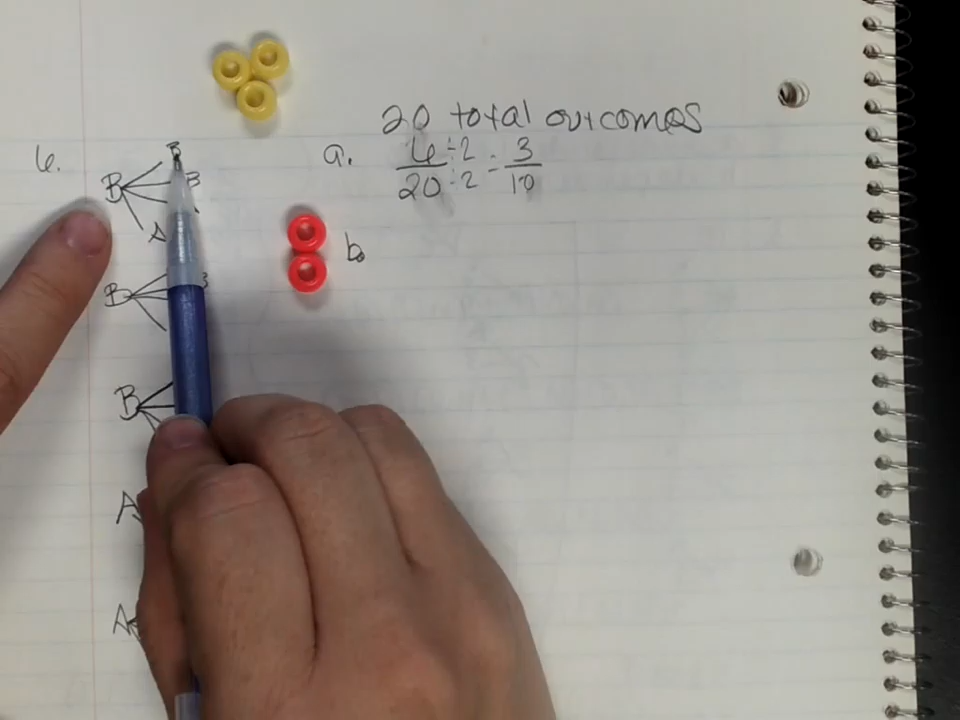 20 total outcomes
6. a. 6÷2 = 3
20÷2 10
B B
B B
A
b.
B B
B
A
A